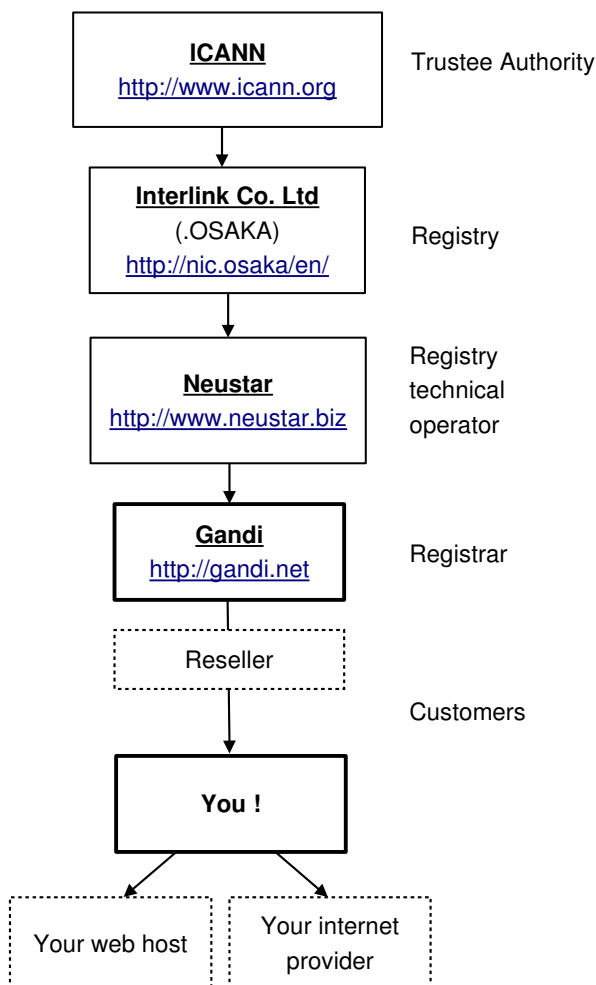 ICANN
http://www.icann.org
Trustee Authority
Interlink Co. Ltd
(.OSAKA)
http://nic.osaka/en/
Registry
Neustar
http://www.neustar.biz
Registry
technical
operator
Gandi
http://gandi.net
Registrar
Reseller
Customers
You !
Your web host
Your internet
provider